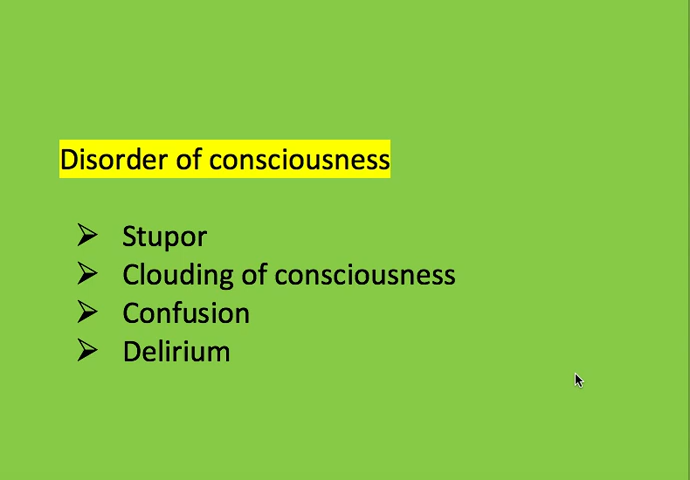 Disorder of consciousness
➢ Stupor
➢ Clouding of consciousness
➢ Confusion
➢ Delirium